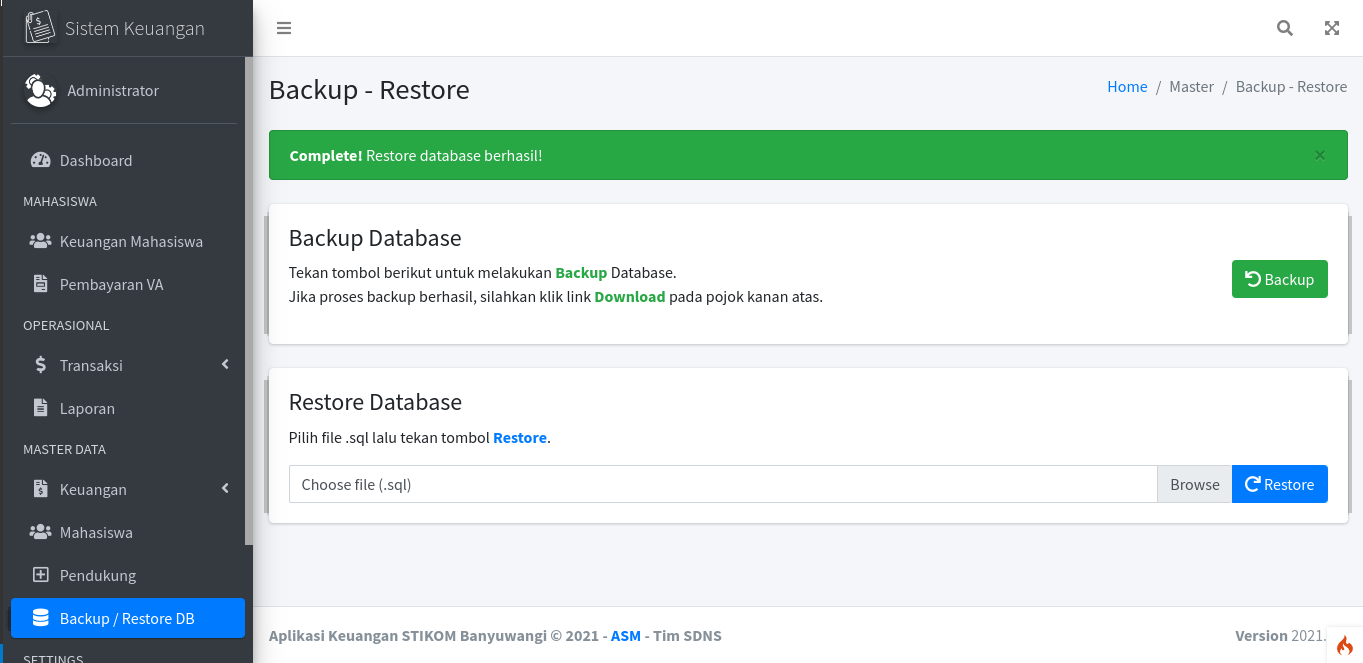 Sistem Keuangan
Administrator
Dashboard
MAHASISWA
Keuangan Mahasiswa
Pembayaran VA
OPERASIONAL
Transaksi
Laporan
MASTER DATA
Keuangan
Mahasiswa
Pendukung
Backup / Restore DB
SETTINGS
Backup - Restore
Home / Master / Backup - Restore
Complete! Restore database berhasil!
×
Backup Database
Tekan tombol berikut untuk melakukan Backup Database.
Jika proses backup berhasil, silahkan klik link Download pada pojok kanan atas.
Backup
Restore Database
Pilih file .sql lalu tekan tombol Restore.
Choose file (.sql)
Browse
Restore
Aplikasi Keuangan STIKOM Banyuwangi © 2021 - ASM - Tim SDNS
Version 2021.